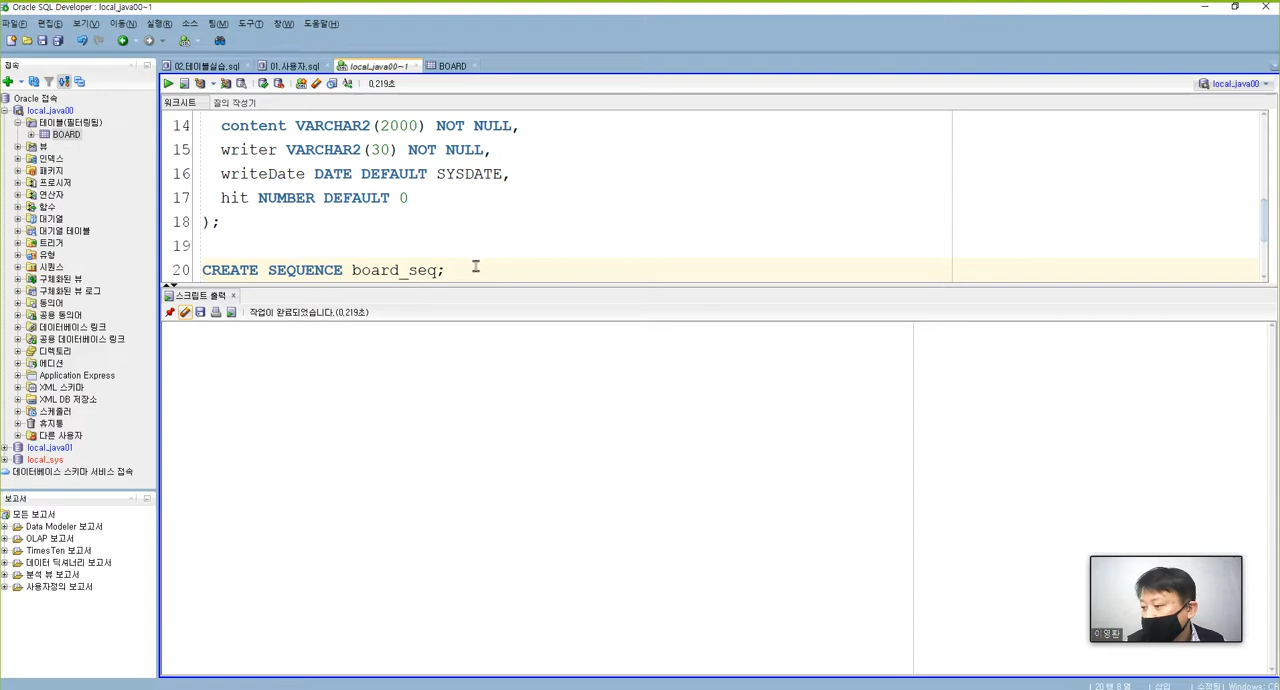 Oracle SQL Developer : local_java00~1
파일(F) 편집(E) 보기(V) 이동(N) 실행(R) 소스 팀(M) 도구(T) 창(W) 도움말(H)
접속
02.테이블실습.sql 01.사용자.sql local_java00~1 BOARD
0,219초
local_java00
워크시트 질의 작성기
Oracle 접속
local_java00
테이블(필터링됨)
BOARD
뷰
인덱스
패키지
프로시저
연산자
함수
대기열
대기열 테이블
트리거
유형
시퀀스
구체화된 뷰
구체화된 뷰 로그
동의어
공용 동의어
데이터베이스 링크
공용 데이터베이스 링크
디렉토리
에디션
Application Express
XML 스키마
XML DB 저장소
스케줄러
휴지통
다른 사용자
local_java01
local_sys
데이터베이스 스키마 서비스 접속
14 content VARCHAR2(2000) NOT NULL,
15 writer VARCHAR2(30) NOT NULL,
16 writeDate DATE DEFAULT SYSDATE,
17 hit NUMBER DEFAULT 0
18 );
19
20 CREATE SEQUENCE board_seq;
스크립트 출력
작업이 완료되었습니다.(0,219초)
보고서
모든 보고서
Data Modeler 보고서
OLAP 보고서
TimesTen 보고서
데이터 딕셔너리 보고서
분석 뷰 보고서
사용자정의 보고서
이영환
20 행 8 열 삽입 수정됨 Windows: CR